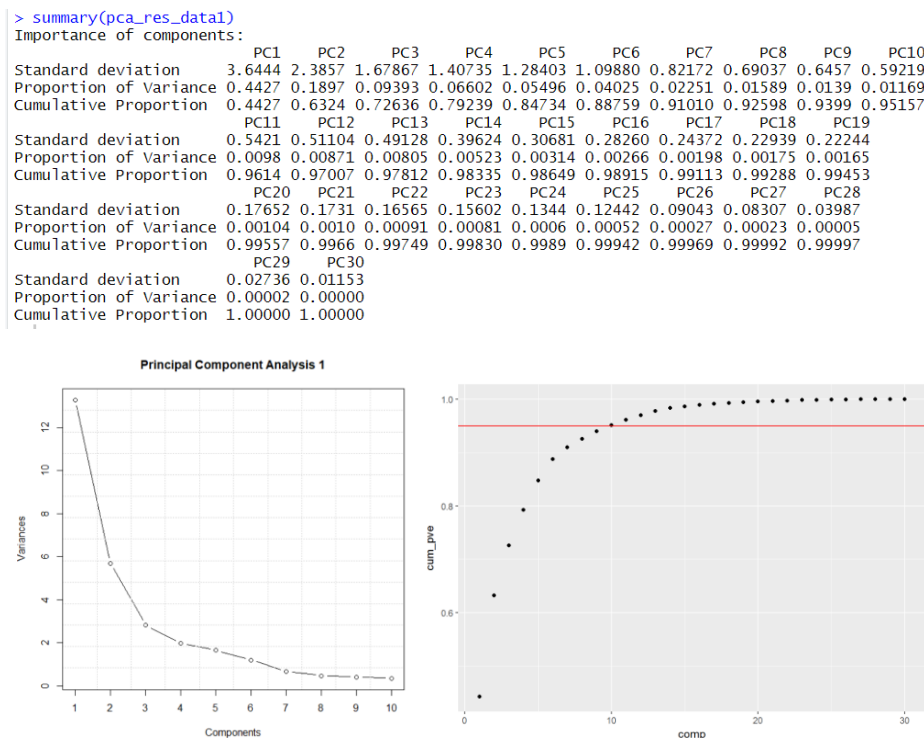 > summary(pca_res_data1)
Importance of components:
PC1 PC2 PC3 PC4 PC5 PC6 PC7 PC8 PC9 PC10
Standard deviation 3.6444 2.3857 1.67867 1.40735 1.28403 1.09880 0.82172 0.69037 0.6457 0.59219
Proportion of Variance 0.4427 0.1897 0.09393 0.06602 0.05496 0.04025 0.02251 0.01589 0.0139 0.01169
Cumulative Proportion 0.4427 0.6324 0.72636 0.79239 0.84734 0.88759 0.91010 0.92598 0.9399 0.95157
PC11 PC12 PC13 PC14 PC15 PC16 PC17 PC18 PC19
Standard deviation 0.5421 0.51104 0.49128 0.39624 0.30681 0.28260 0.24372 0.22939 0.22244
Proportion of Variance 0.0098 0.00871 0.00805 0.00523 0.00314 0.00266 0.00198 0.00175 0.00165
Cumulative Proportion 0.9614 0.97007 0.97812 0.98335 0.98649 0.98915 0.99113 0.99288 0.99453
PC20 PC21 PC22 PC23 PC24 PC25 PC26 PC27 PC28
Standard deviation 0.17652 0.1731 0.16565 0.15602 0.1344 0.12442 0.09043 0.08307 0.03987
Proportion of Variance 0.00104 0.0010 0.00091 0.00081 0.0006 0.00052 0.00027 0.00023 0.00005
Cumulative Proportion 0.99557 0.9966 0.99749 0.99830 0.9989 0.99942 0.99969 0.99992 0.99997
PC29 PC30
Standard deviation 0.02736 0.01153
Proportion of Variance 0.00002 0.00000
Cumulative Proportion 1.00000 1.00000
Principal Component Analysis 1
12
10
8
6
4
2
0
Variances
1 2 3 4 5 6 7 8 9 10
Components
1.0
0.8
0.6
cum_pve
0 10 20 30
comp